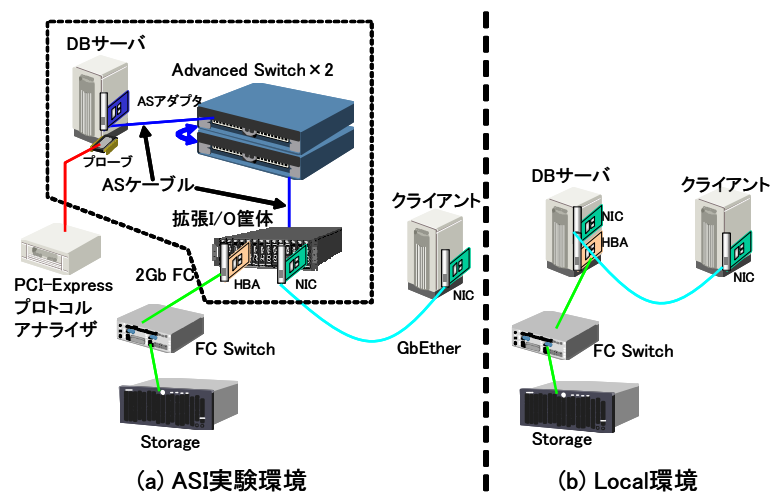 DBサーバ
Advanced Switch×2
ASアダプタ
プローブ
ASケーブル
拡張I/O筐体
クライアント
2Gb FC
HBA
NIC
NIC
PCI-Express
プロトコル
アナライザ
FC Switch
GbEther
Storage
(a) ASI実験環境
DBサーバ
クライアント
NIC
HBA
NIC
FC Switch
Storage
(b) Local環境